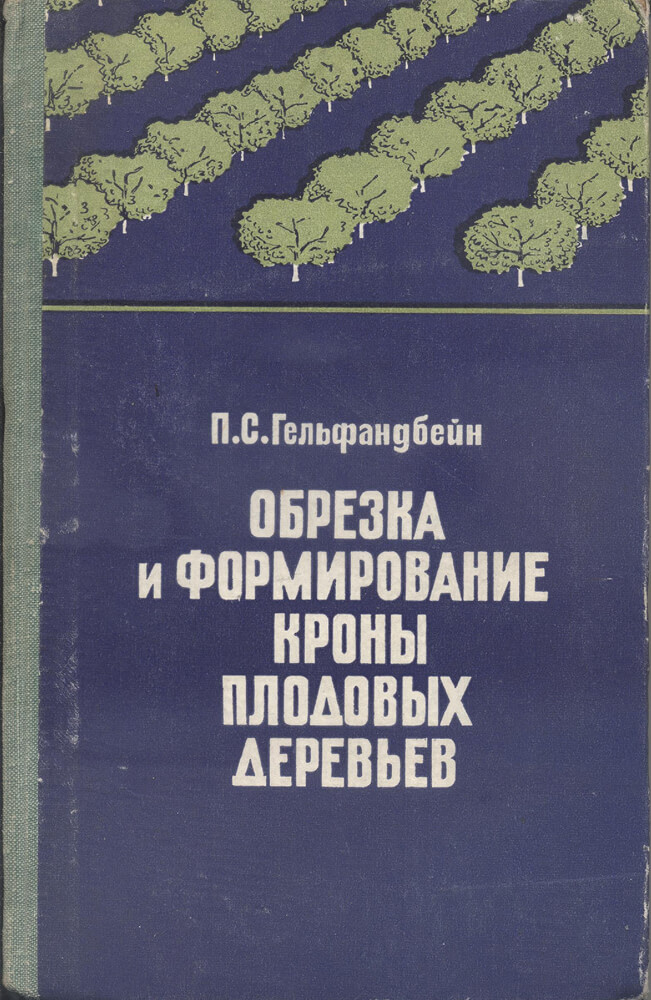 П.С.Гельфандбейн
ОБРЕЗКА
и ФОРМИРОВАНИЕ
КРОНЫ
ПЛОДОВЫХ
ДЕРЕВЬЕВ